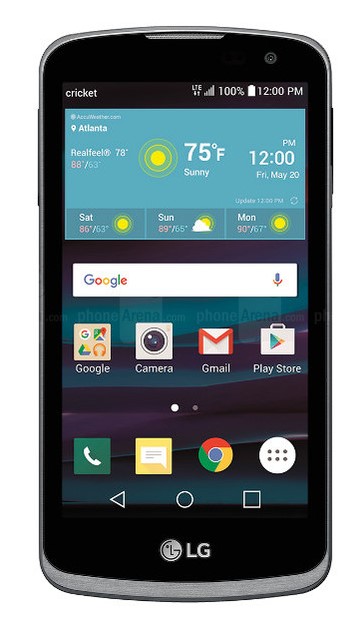 cricket
LTE 100% 12:00 PM
AccuWeather.com
Atlanta
Realfeel® 78°
88°/63°
75°F
Sunny
PM
12:00
Fri, May 20
Update 12:00 PM
Sat
86°/63°
Sun
89°/65°
Mon
90°/67°
Google
phoneArena.com
Google Camera Gmail Play Store
LG